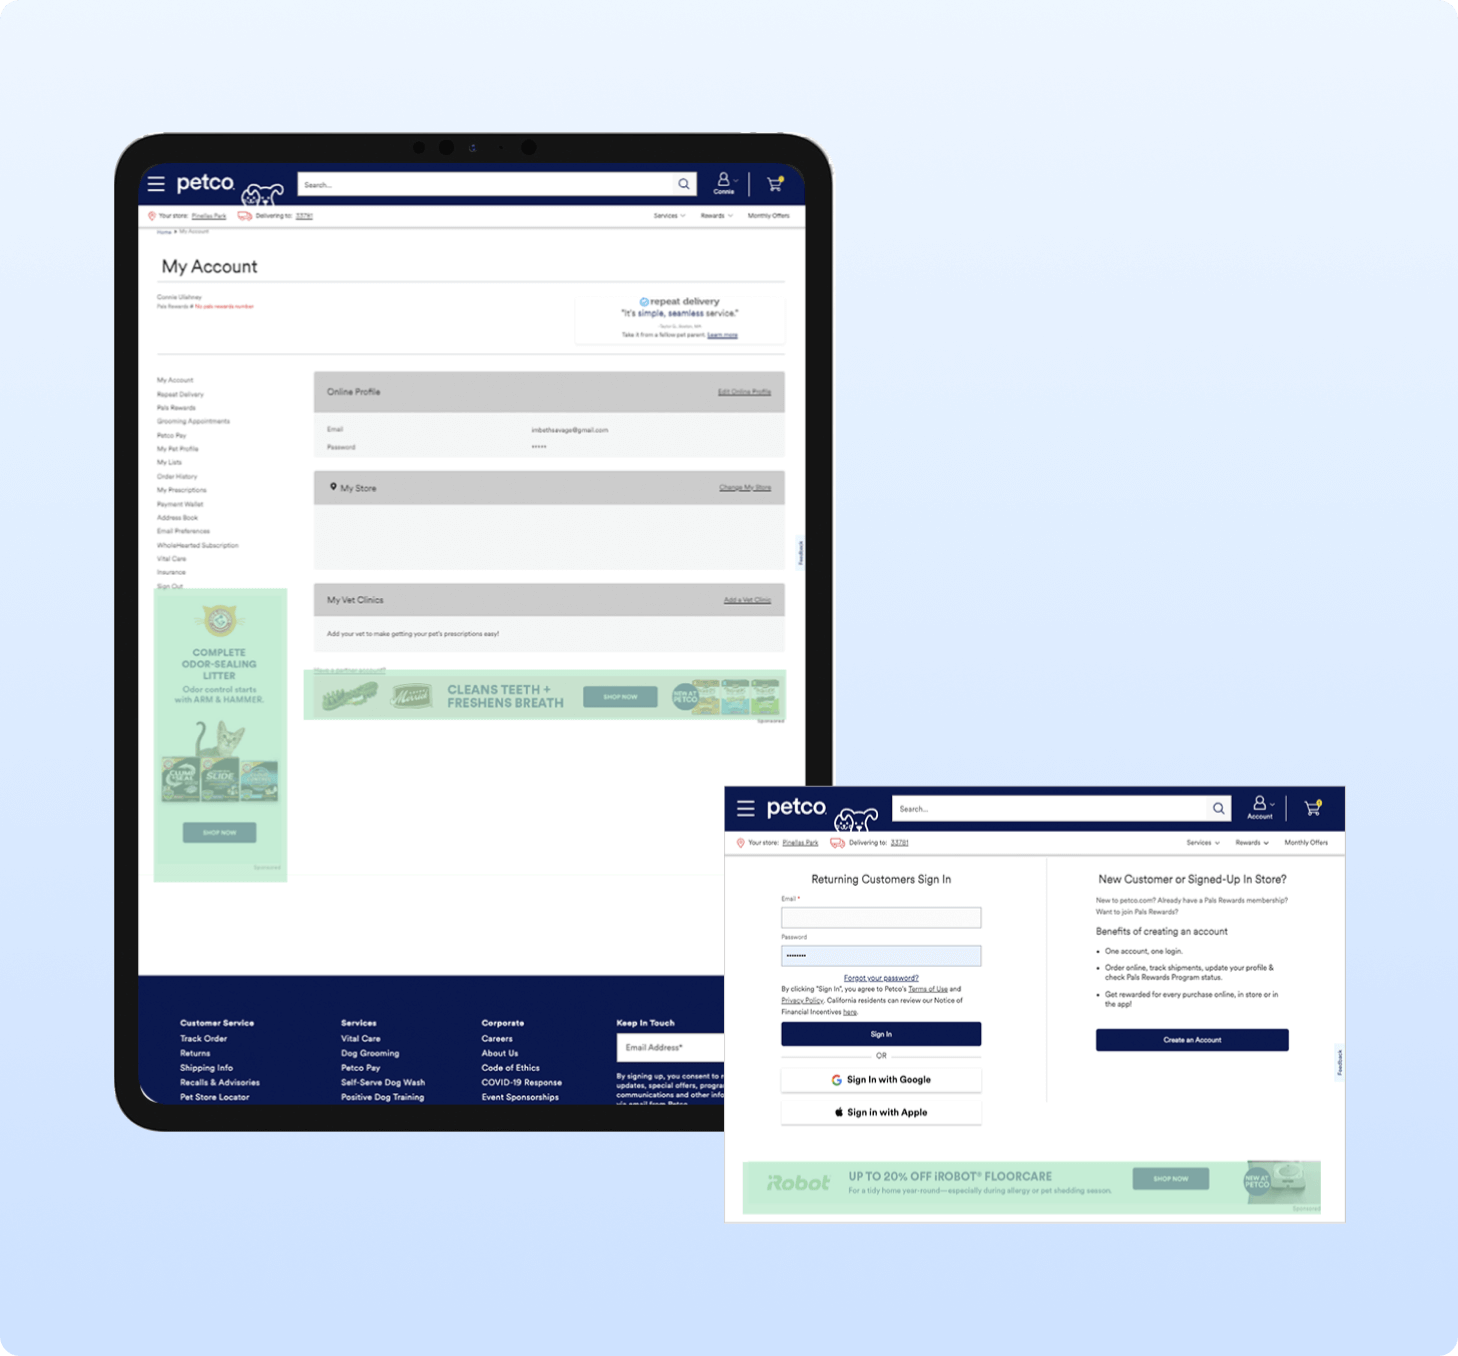 petco
Search...
Connie
Your store: Pinellas Park
Delivering to: 33781
Services
Rewards
Monthly Offers
Home
My Account
My Account
Connie Ullahney
Pals Rewards # No pals rewards number
repeat delivery
"It's simple, seamless service."
Take it from a fellow pet parent. Learn more
My Account
Repeat Delivery
Pals Rewards
Grooming Appointments
Petco Pay
My Pet Profile
My Lists
Order History
My Prescriptions
Payment Wallet
Address Book
Email Preferences
WholeHearted Subscription
Vital Care
Insurance
Sign Out
Online Profile
Edit Online Profile
Email
imbethsavage@gmail.com
Password
*****
My Store
Change My Store
My Vet Clinics
Add a Vet Clinic
Add your vet to make getting your pet's prescriptions easy!
Have a partner account?
Feedback
COMPLETE
ODOR-SEALING
LITTER
Odor control starts
with ARM & HAMMER.
CLUMP
SEAL
SLIDE
SHOP NOW
Sponsored
Merrick
CLEANS TEETH +
FRESHENS BREATH
SHOP NOW
NEW AT
PETCO
Sponsored
Customer Service
Track Order
Returns
Shipping Info
Recalls & Advisories
Pet Store Locator
Services
Vital Care
Dog Grooming
Petco Pay
Self-Serve Dog Wash
Positive Dog Training
Corporate
Careers
About Us
Code of Ethics
COVID-19 Response
Event Sponsorships
Keep In Touch
Email Address*
By signing up, you consent to r
updates, special offers, progra
communications and other info
via email from Petco
petco
Search...
Account
Your store: Pinellas Park
Delivering to: 33781
Services
Rewards
Monthly Offers
Returning Customers Sign In
Email *
Password
••••••••
Forgot your password?
By clicking "Sign In", you agree to Petco's Terms of Use and
Privacy Policy. California residents can review our Notice of
Financial Incentives here.
Sign In
OR
Sign In with Google
Sign in with Apple
New Customer or Signed-Up In Store?
New to petco.com? Already have a Pals Rewards membership?
Want to join Pals Rewards?
Benefits of creating an account
• One account, one login.
• Order online, track shipments, update your profile &
check Pals Rewards Program status.
• Get rewarded for every purchase online, in store or in
the app!
Create an Account
Feedback
iRobot
UP TO 20% OFF iROBOT® FLOORCARE
For a tidy home year-round—especially during allergy or pet shedding season.
SHOP NOW
NEW AT
PETCO
Sponsored